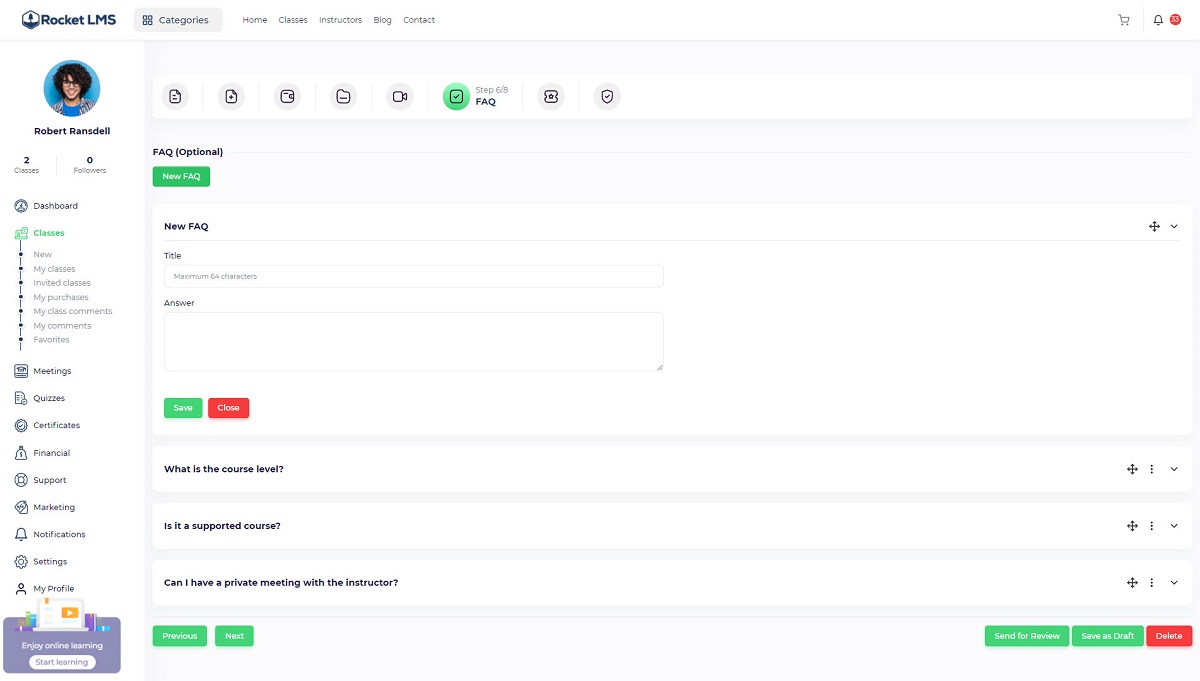 Rocket LMS
Categories
Home
Classes
Instructors
Blog
Contact
33
Robert Ransdell
2
Classes
0
Followers
Dashboard
Classes
New
My classes
Invited classes
My purchases
My class comments
My comments
Favorites
Meetings
Quizzes
Certificates
Financial
Support
Marketing
Notifications
Settings
My Profile
Enjoy online learning
Start learning
Step 6/8
FAQ
FAQ (Optional)
New FAQ
New FAQ
Title
Maximum 64 characters
Answer
Save
Close
What is the course level?
Is it a supported course?
Can I have a private meeting with the instructor?
Previous
Next
Send for Review
Save as Draft
Delete